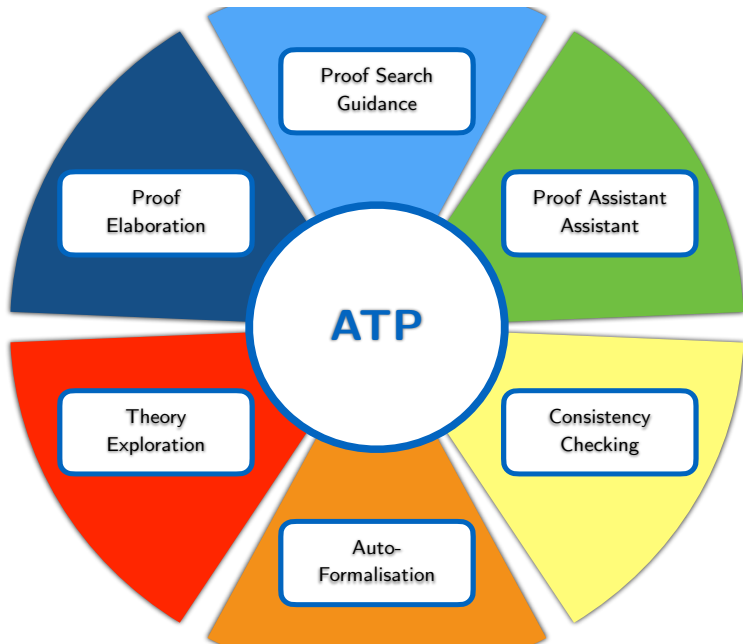 Proof Search
Guidance
Proof
Elaboration
Proof Assistant
Assistant
ATP
Theory
Exploration
Consistency
Checking
Auto-
Formalisation